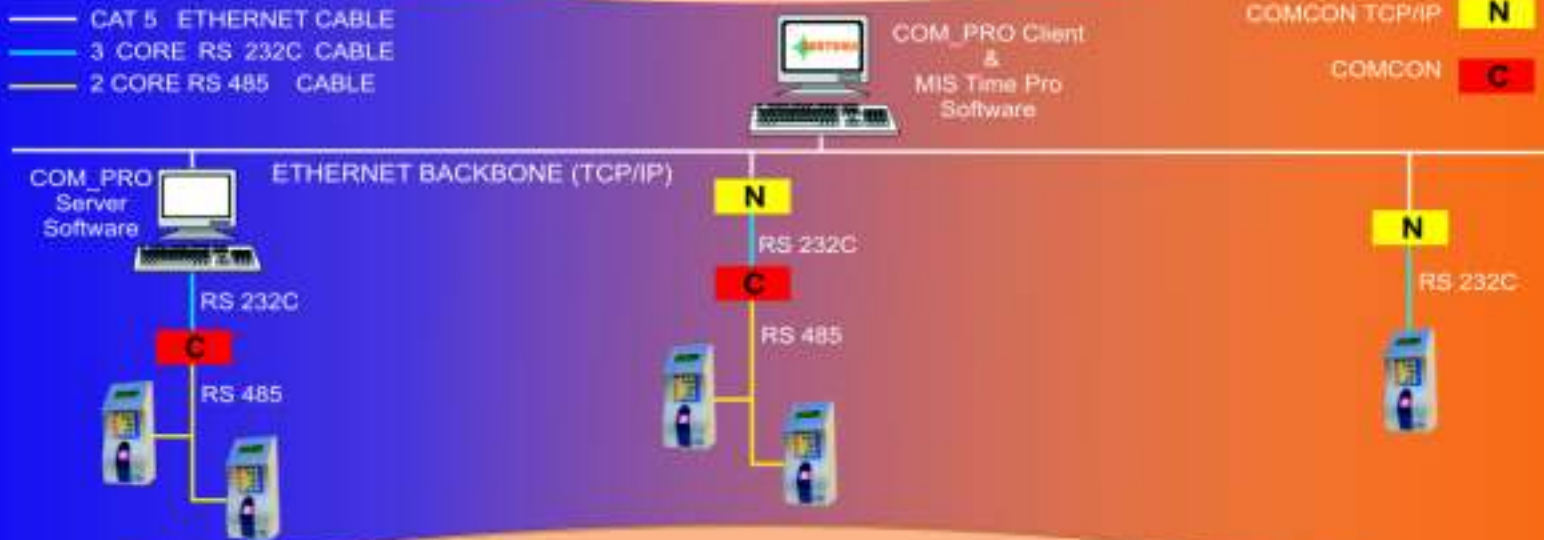 CAT 5 ETHERNET CABLE
3 CORE RS 232C CABLE
2 CORE RS 485 CABLE
COM_PRO Client
&
MIS Time Pro
Software
COMCON TCP/IP N
COMCON C
ETHERNET BACKBONE (TCP/IP)
COM_PRO
Server
Software
RS 232C
C
RS 485
N
RS 232C
C
RS 485
N
RS 232C